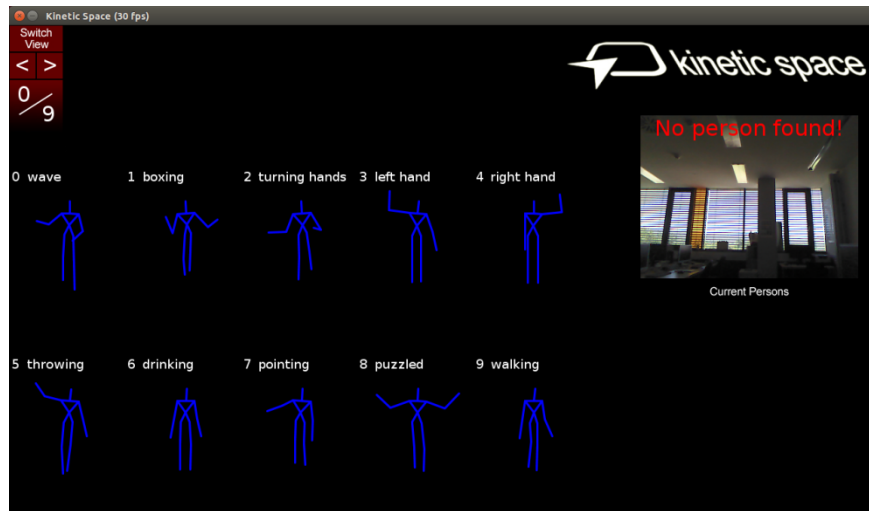 Kinetic Space (30 fps)
Switch
View
< >
0/9
kinetic space
No person found!
0 wave
1 boxing
2 turning hands
3 left hand
4 right hand
Current Persons
5 throwing
6 drinking
7 pointing
8 puzzled
9 walking